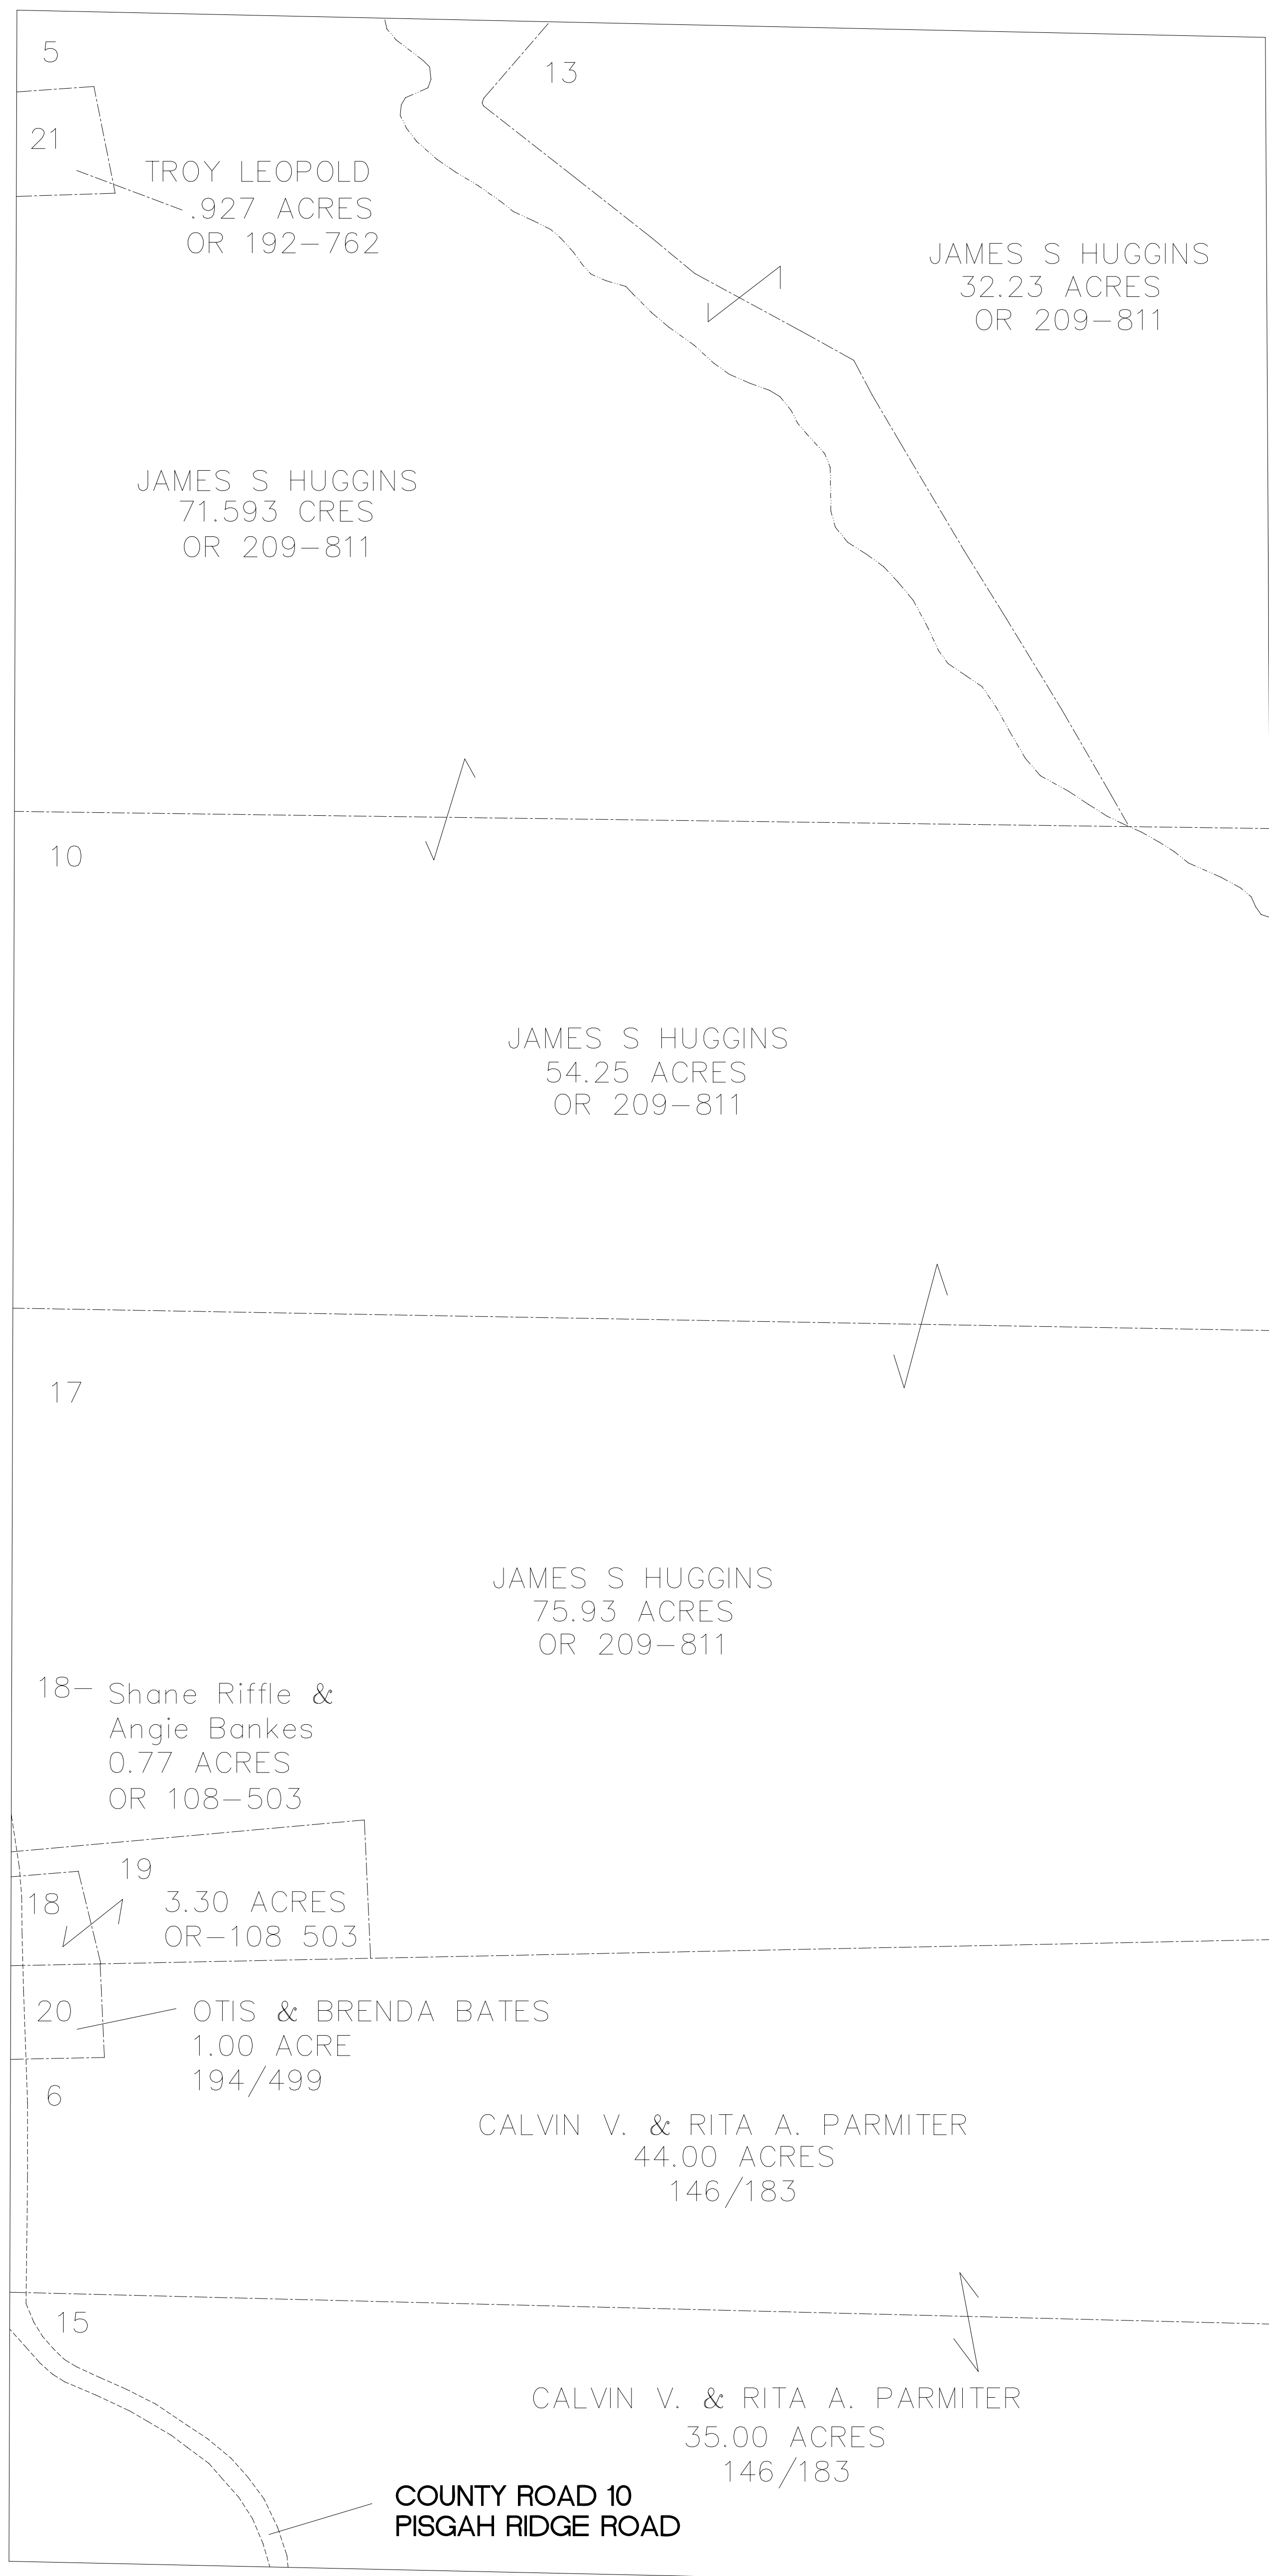 5
13
21
TROY LEOPOLD
.927 ACRES
OR 192-762
JAMES S HUGGINS
32.23 ACRES
OR 209-811
JAMES S HUGGINS
71.593 CRES
OR 209-811
10
JAMES S HUGGINS
54.25 ACRES
OR 209-811
17
JAMES S HUGGINS
75.93 ACRES
OR 209-811
18- Shane Riffle &
Angie Bankes
0.77 ACRES
OR 108-503
19
3.30 ACRES
OR-108 503
18
20
OTIS & BRENDA BATES
1.00 ACRE
194/499
6
CALVIN V. & RITA A. PARMITER
44.00 ACRES
146/183
15
CALVIN V. & RITA A. PARMITER
35.00 ACRES
146/183
COUNTY ROAD 10
PISGAH RIDGE ROAD